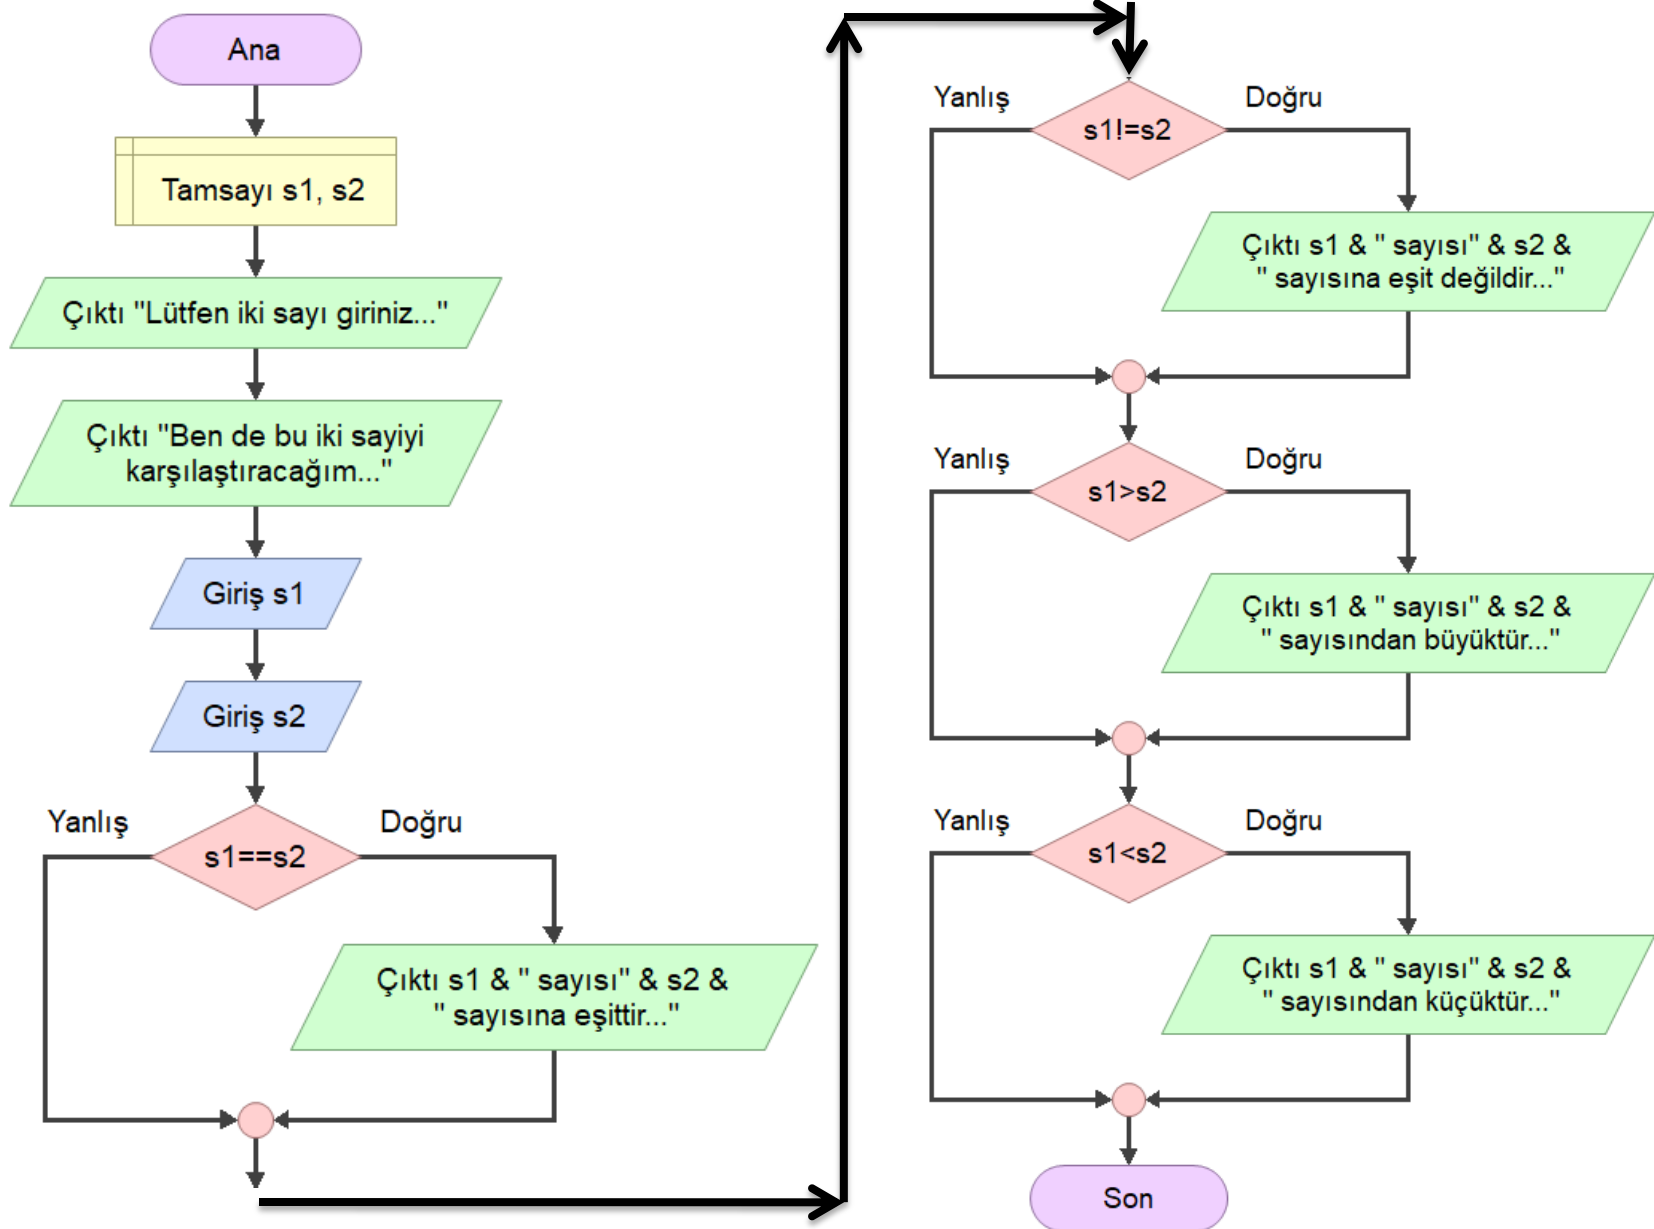 Ana
Tamsayı s1, s2
Çıktı "Lütfen iki sayı giriniz..."
Çıktı "Ben de bu iki sayiyi
karşılaştıracağım..."
Giriş s1
Giriş s2
Yanlış
Doğru
s1==s2
Çıktı s1 & " sayısı" & s2 &
" sayısına eşittir..."
Yanlış
Doğru
s1!=s2
Çıktı s1 & " sayısı" & s2 &
" sayısına eşit değildir..."
Yanlış
Doğru
s1>s2
Çıktı s1 & " sayısı" & s2 &
" sayısından büyüktür..."
Yanlış
Doğru
s1<s2
Çıktı s1 & " sayısı" & s2 &
" sayısından küçüktür..."
Son